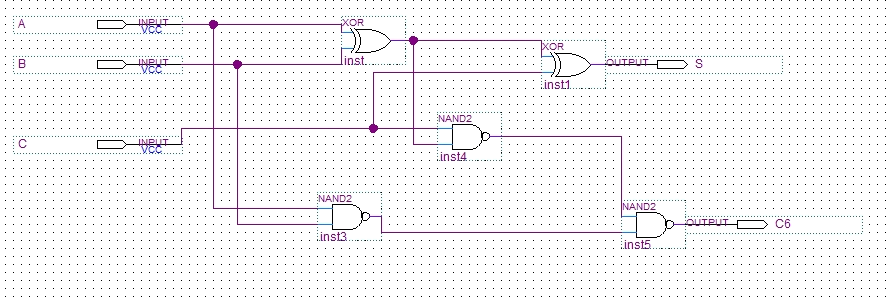 A INPUT VCC
B INPUT VCC
XOR
inst
XOR
inst1
OUTPUT S
C INPUT VCC
NAND2
inst4
NAND2
inst3
NAND2
inst5
OUTPUT C6